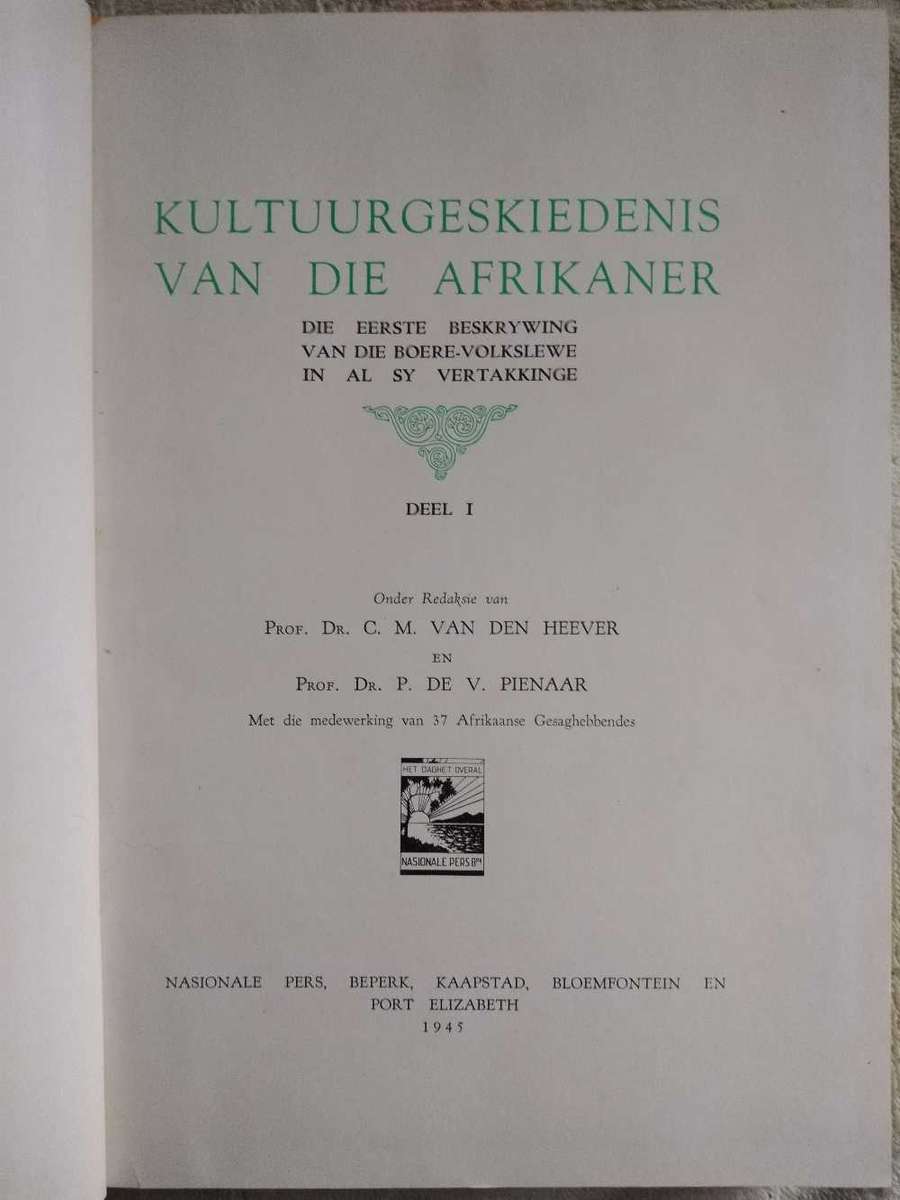 KULTUURGESKIEDENIS
VAN DIE AFRIKANER
DIE EERSTE BESKRYWING
VAN DIE BOERE-VOLKSLEWE
IN AL SY VERTAKKINGE
DEEL I
Onder Redaksie van
PROF. DR. C. M. VAN DEN HEEVER
EN
PROF. DR. P. DE V. PIENAAR
Met die medewerking van 37 Afrikaanse Gesaghebbendes
HET DAGHET OVERAL
NASIONALE PERS BPK
NASIONALE PERS, BEPERK, KAAPSTAD, BLOEMFONTEIN EN
PORT ELIZABETH
1945